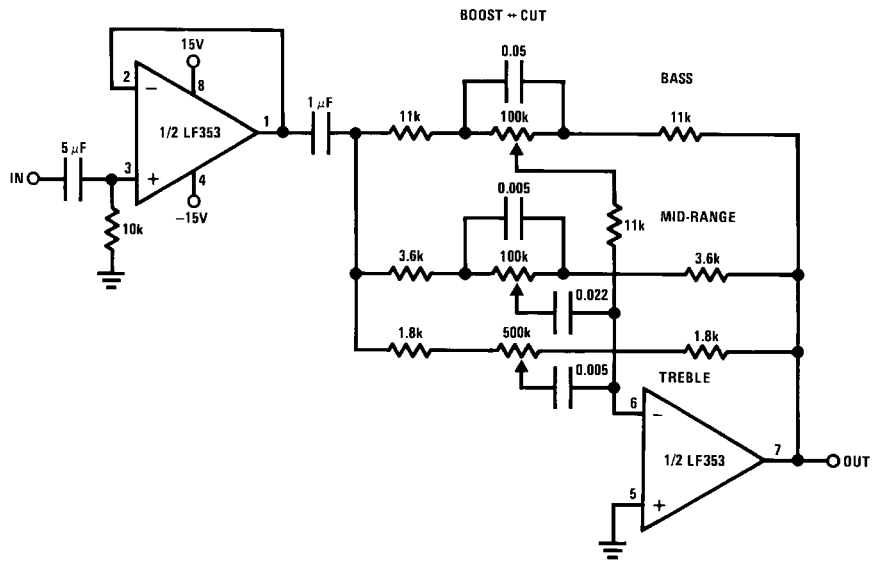 BOOST ↔ CUT
15V
0.05
BASS
2
8
1 μF
11k
100k
11k
1
1/2 LF353
5 μF
IN
3
4
−15V
10k
0.005
11k
MID-RANGE
3.6k
100k
3.6k
0.022
1.8k
500k
1.8k
0.005
TREBLE
6
7
1/2 LF353
OUT
5
−
+
−
+